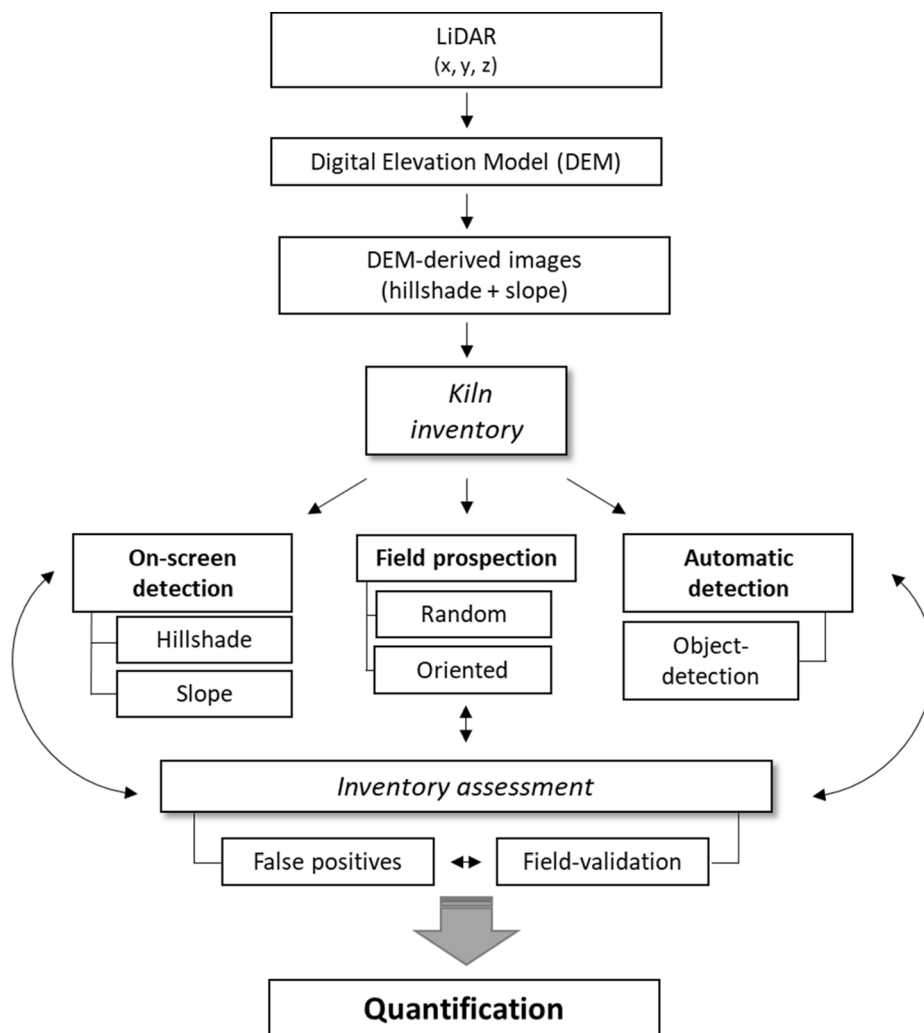 LiDAR
(x, y, z)
Digital Elevation Model (DEM)
DEM-derived images
(hillshade + slope)
Kiln
inventory
On-screen
detection
Hillshade
Slope
Field prospection
Random
Oriented
Automatic
detection
Object-
detection
Inventory assessment
False positives
Field-validation
Quantification